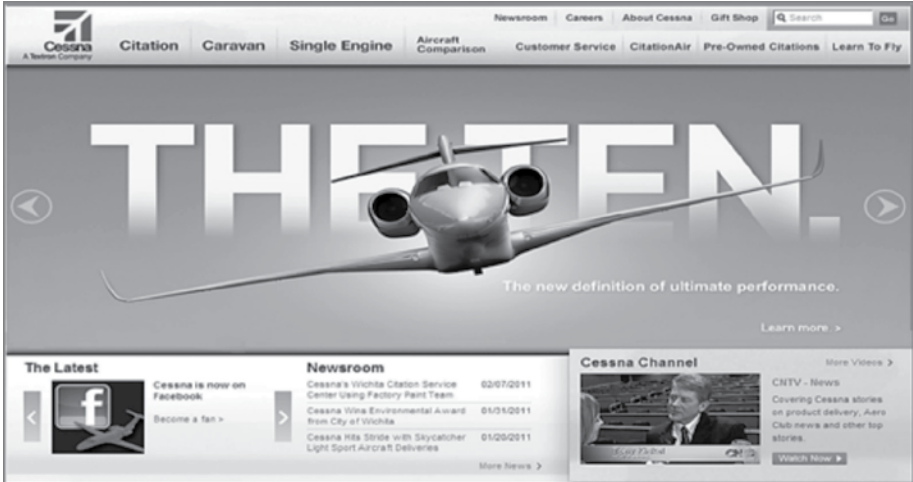 Newsroom Careers About Cessna Gift Shop Search Go
Cessna
A Textron Company
Citation Caravan Single Engine Aircraft Comparison Customer Service CitationAir Pre-Owned Citations Learn To Fly
THE TEN.
The new definition of ultimate performance.
Learn more >
The Latest
Cessna is now on
Facebook
Become a fan >
Newsroom
Cessna's Wichita Citation Service 02/07/2011
Center Using Factory Paint Team
Cessna Wins Environmental Award 01/31/2011
from City of Wichita
Cessna Hits Stride with Skycatcher 01/20/2011
Light Sport Aircraft Deliveries
More News >
Cessna Channel More Videos >
CNTV - News
Covering Cessna stories
on product delivery, Aero
Club news and other top
stories.
Watch Now